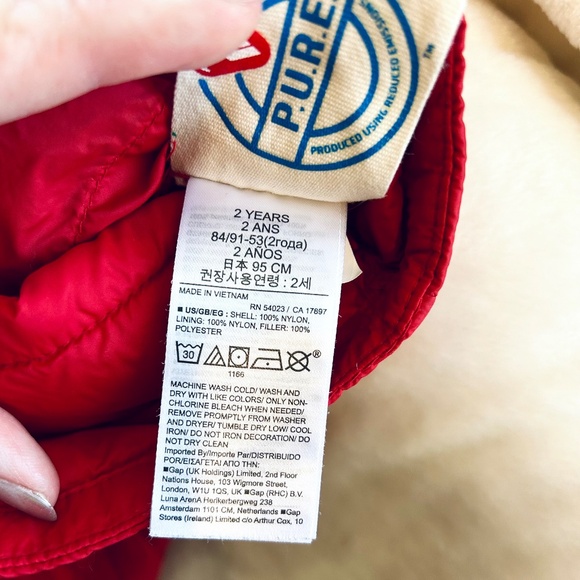 P.U.R.E.
PRODUCED USING REDUCED EMISSIONS
TM
2 YEARS
2 ANS
84/91-53(2года)
2 AÑOS
日本 95 CM
권장사용연령 : 2세
MADE IN VIETNAM
RN 54023 / CA 17897
■ US/GB/EG : SHELL: 100% NYLON,
LINING: 100% NYLON, FILLER: 100%
POLYESTER
30
®
1166
MACHINE WASH COLD/ WASH AND
DRY WITH LIKE COLORS/ ONLY NON-
CHLORINE BLEACH WHEN NEEDED/
REMOVE PROMPTLY FROM WASHER
AND DRYER/ TUMBLE DRY LOW/ COOL
IRON/ DO NOT IRON DECORATION/ DO
NOT DRY CLEAN
Imported By/Importe Par/DISTRIBUIDO
POR/ΕΙΣΑΓΕΤΑΙ ΑΠΟ ΤΗΝ:
■Gap (UK Holdings) Limited, 2nd Floor
Nations House, 103 Wigmore Street,
London, W1U 1QS, UK ■Gap (RHC) B.V.
Luna ArenA Herikerbergweg 238
Amsterdam 1101 CM, Netherlands ■Gap
Stores (Ireland) Limited c/o Arthur Cox, 10